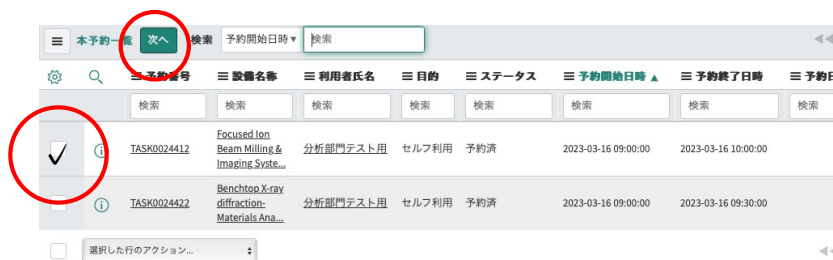 本予約一覧 次へ 検索 予約開始日時 検索
予約番号 設備名称 利用者氏名 目的 ステータス 予約開始日時 ▲ 予約終了日時
検索 検索 検索 検索 検索 検索 検索 検索
Focused Ion
TASK0024412 Beam Milling & 分析部門テスト用 セルフ利用 予約済 2023-03-16 09:00:00 2023-03-16 10:00:00
Imaging Syste...
Benchtop X-ray
TASK0024422 diffraction- 分析部門テスト用 セルフ利用 予約済 2023-03-16 09:00:00 2023-03-16 09:30:00
Materials Ana...
選択した行のアクション...